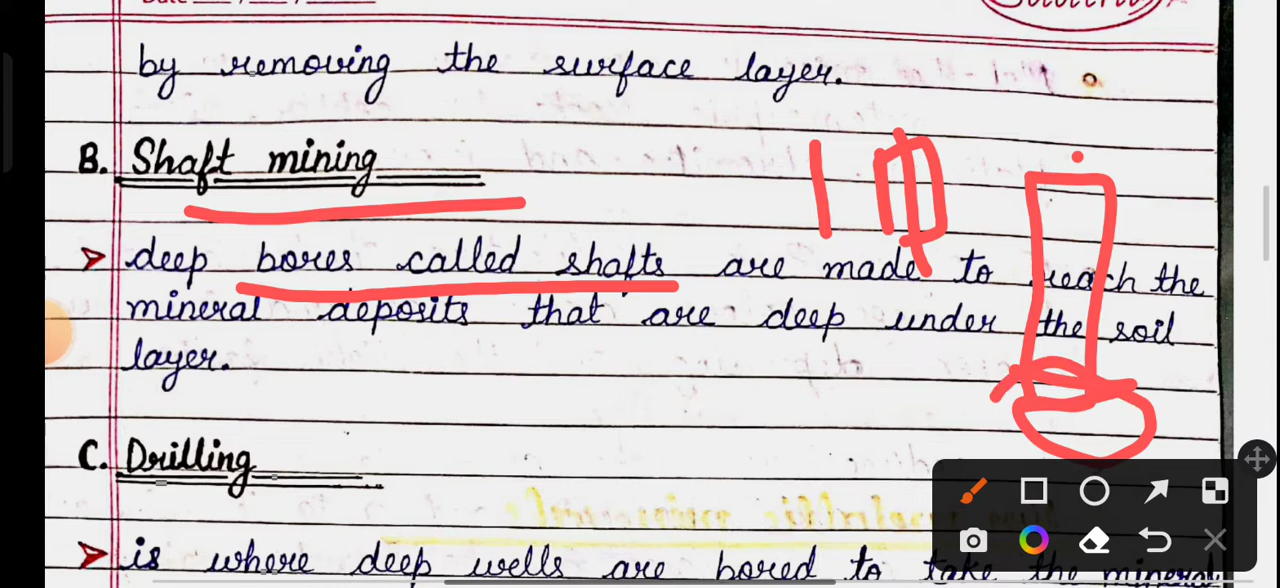 by removing the surface layer.
B. Shaft mining
deep bores called shafts are made to reach the
mineral deposits that are deep under the soil
layer.
C. Drilling
is where deep wells are bored to take the mineral